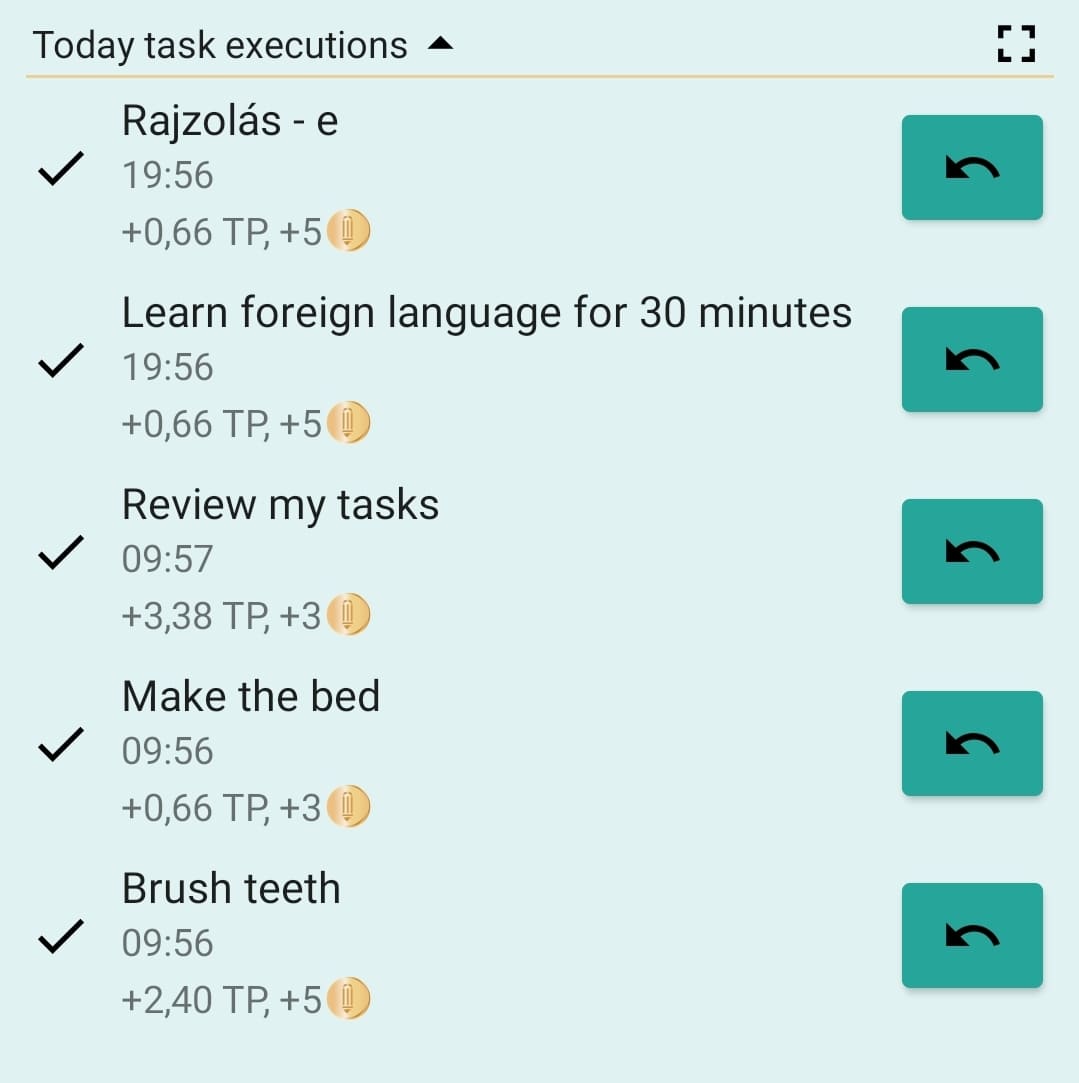 Today task executions
Rajzolás - e
19:56
+0,66 TP, +5
Learn foreign language for 30 minutes
19:56
+0,66 TP, +5
Review my tasks
09:57
+3,38 TP, +3
Make the bed
09:56
+0,66 TP, +3
Brush teeth
09:56
+2,40 TP, +5